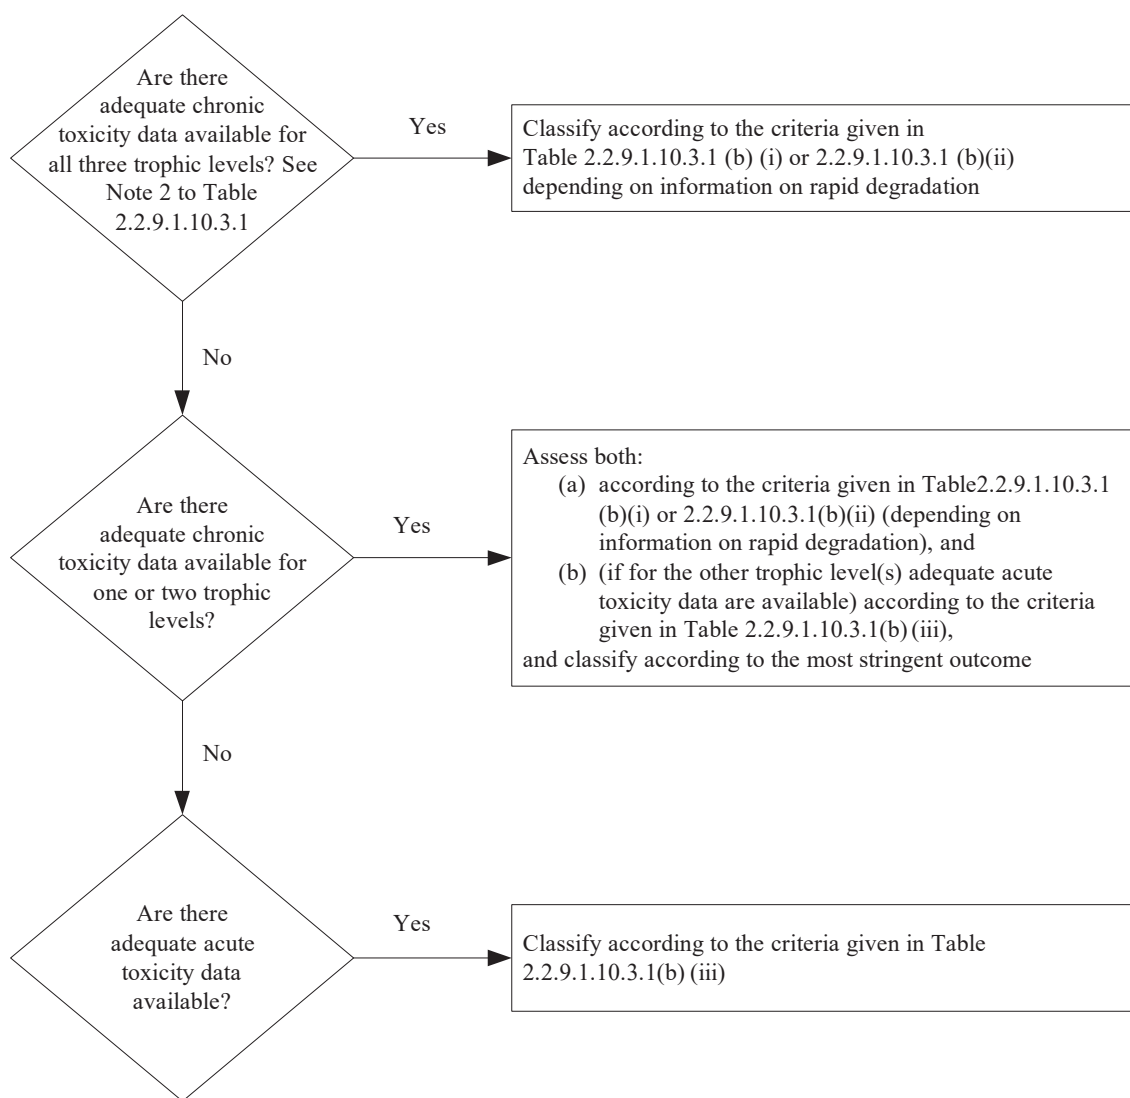 Are there
adequate chronic
toxicity data available for
all three trophic levels? See
Note 2 to Table
2.2.9.1.10.3.1
Yes
Classify according to the criteria given in
Table 2.2.9.1.10.3.1 (b) (i) or 2.2.9.1.10.3.1 (b)(ii)
depending on information on rapid degradation
No
Are there
adequate chronic
toxicity data available for
one or two trophic
levels?
Yes
Assess both:
(a) according to the criteria given in Table2.2.9.1.10.3.1
(b)(i) or 2.2.9.1.10.3.1(b)(ii) (depending on
information on rapid degradation), and
(b) (if for the other trophic level(s) adequate acute
toxicity data are available) according to the criteria
given in Table 2.2.9.1.10.3.1(b) (iii),
and classify according to the most stringent outcome
No
Are there
adequate acute
toxicity data
available?
Yes
Classify according to the criteria given in Table
2.2.9.1.10.3.1(b) (iii)